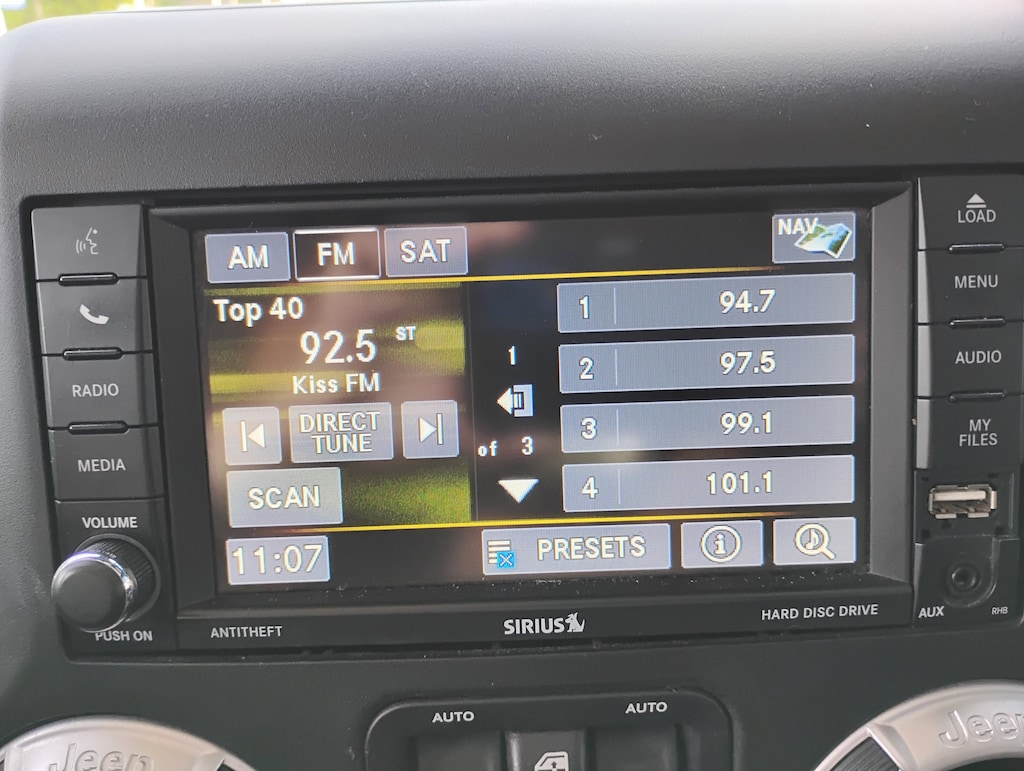 LOAD
MENU
AUDIO
MY
FILES
RADIO
MEDIA
VOLUME
PUSH ON
AM FM SAT NAV
Top 40
92.5 ST
Kiss FM
DIRECT
TUNE
SCAN
11:07
1
of 3
1 94.7
2 97.5
3 99.1
4 101.1
PRESETS
i
ANTITHEFT
SIRIUS
HARD DISC DRIVE
AUX
RHB
AUTO AUTO
Jeep
Jeep